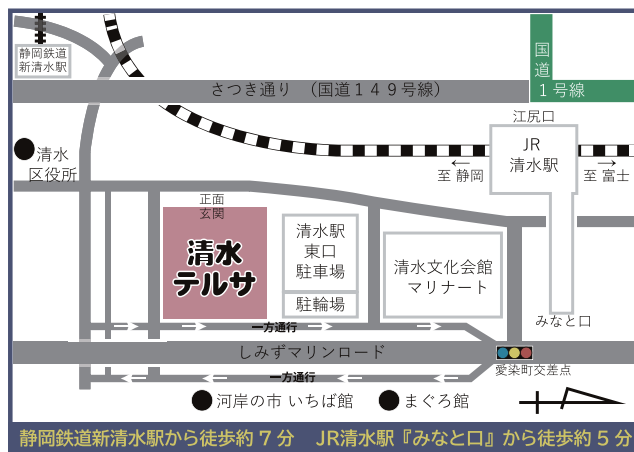 静岡鉄道
新清水駅
さつき通り （国道１４９号線）
国道
１号線
江尻口
JR
清水駅
至 静岡
至 富士
清水
区役所
正面
玄関
清水
テルサ
清水駅
東口
駐車場
駐輪場
清水文化会館
マリナート
みなと口
一方通行
しみずマリンロード
愛染町交差点
一方通行
河岸の市 いちば館
まぐろ館
静岡鉄道新清水駅から徒歩約７分 JR清水駅『みなと口』から徒歩約５分